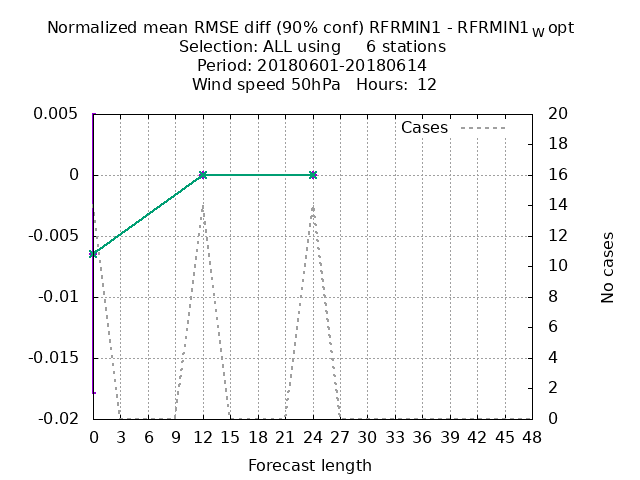 Normalized mean RMSE diff (90% conf) RFRMIN1 - RFRMIN1WOpt
Selection: ALL using 6 stations
Period: 20180601-20180614
Wind speed 50hPa Hours: 12
Cases
0.005
0
-0.005
-0.01
-0.015
-0.02
20
18
16
14
12
10
8
6
4
2
0
No cases
0 3 6 9 12 15 18 21 24 27 30 33 36 39 42 45 48
Forecast length